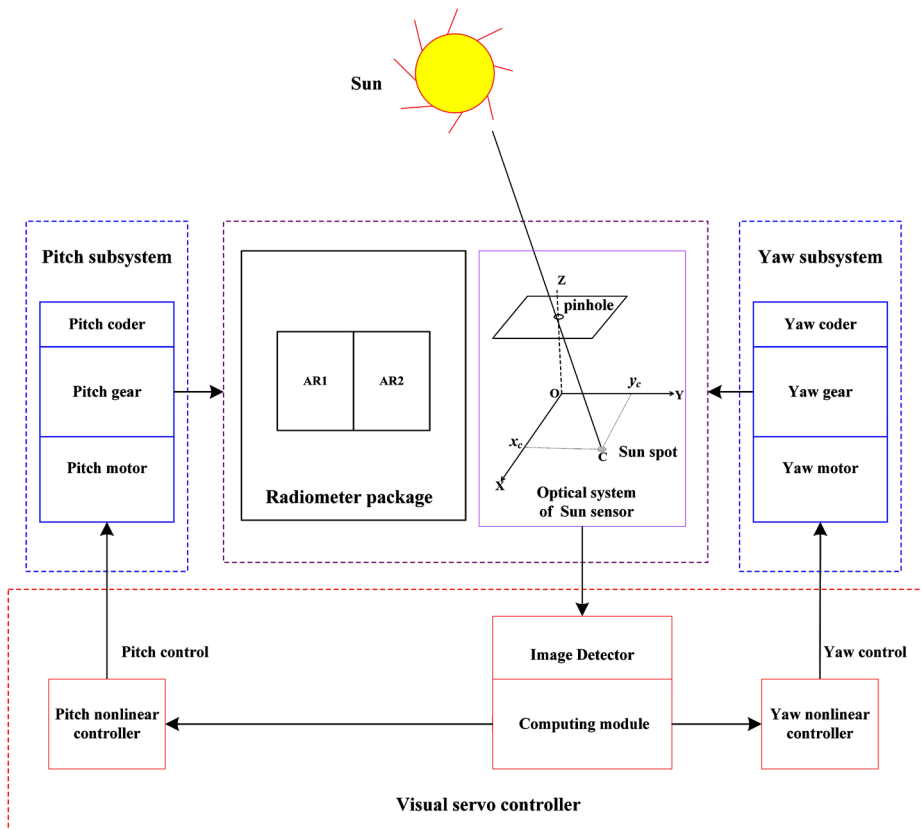 Sun
Pitch subsystem
Pitch coder
Pitch gear
Pitch motor
AR1
AR2
Radiometer package
Z
pinhole
O
yc
Y
xc
C
Sun spot
X
Optical system
of Sun sensor
Yaw subsystem
Yaw coder
Yaw gear
Yaw motor
Pitch control
Yaw control
Image Detector
Computing module
Pitch nonlinear
controller
Yaw nonlinear
controller
Visual servo controller